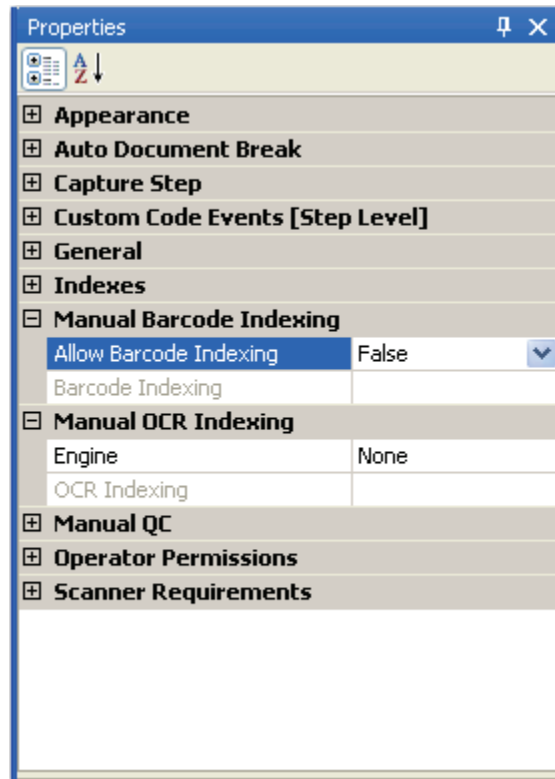 Properties
A
Z
Appearance
Auto Document Break
Capture Step
Custom Code Events [Step Level]
General
Indexes
Manual Barcode Indexing
Allow Barcode Indexing False
Barcode Indexing
Manual OCR Indexing
Engine None
OCR Indexing
Manual QC
Operator Permissions
Scanner Requirements